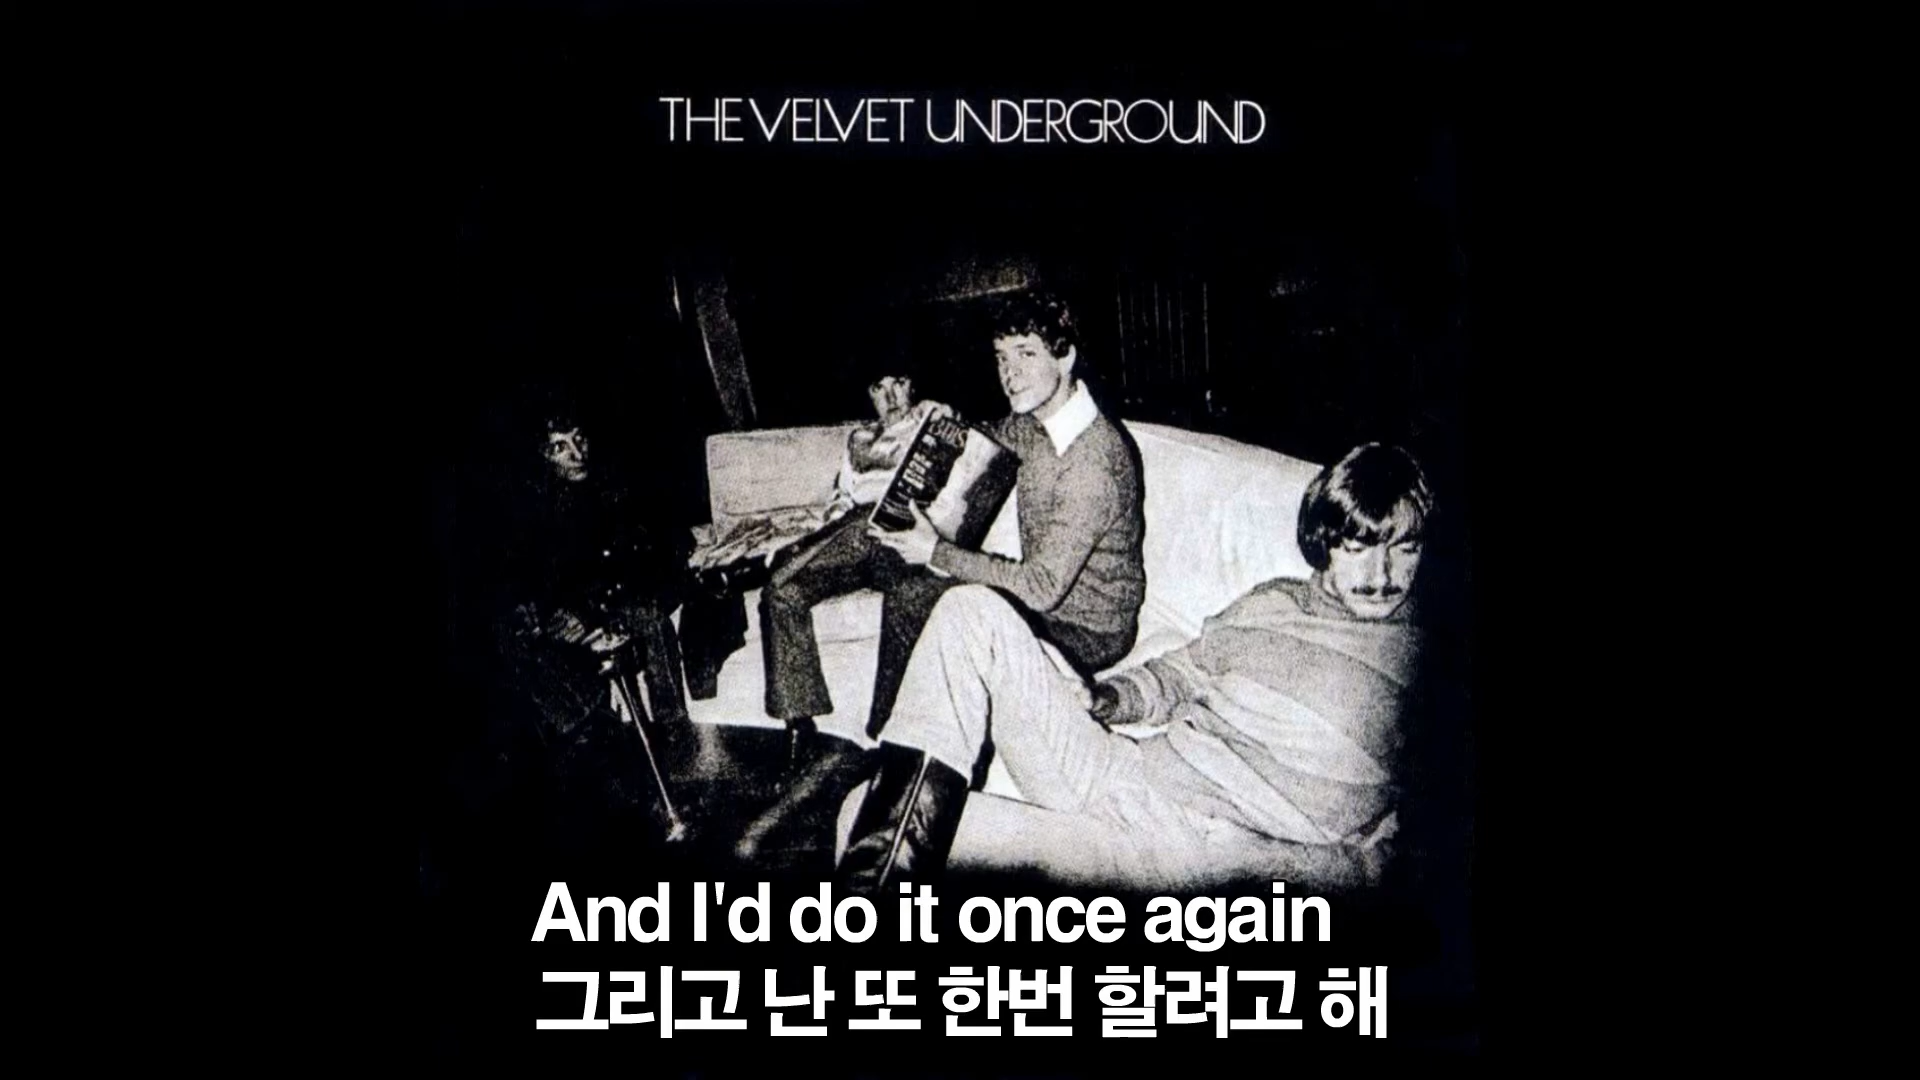 THE VELVET UNDERGROUND
And I'd do it once again
그리고 난 또 한번 할려고 해